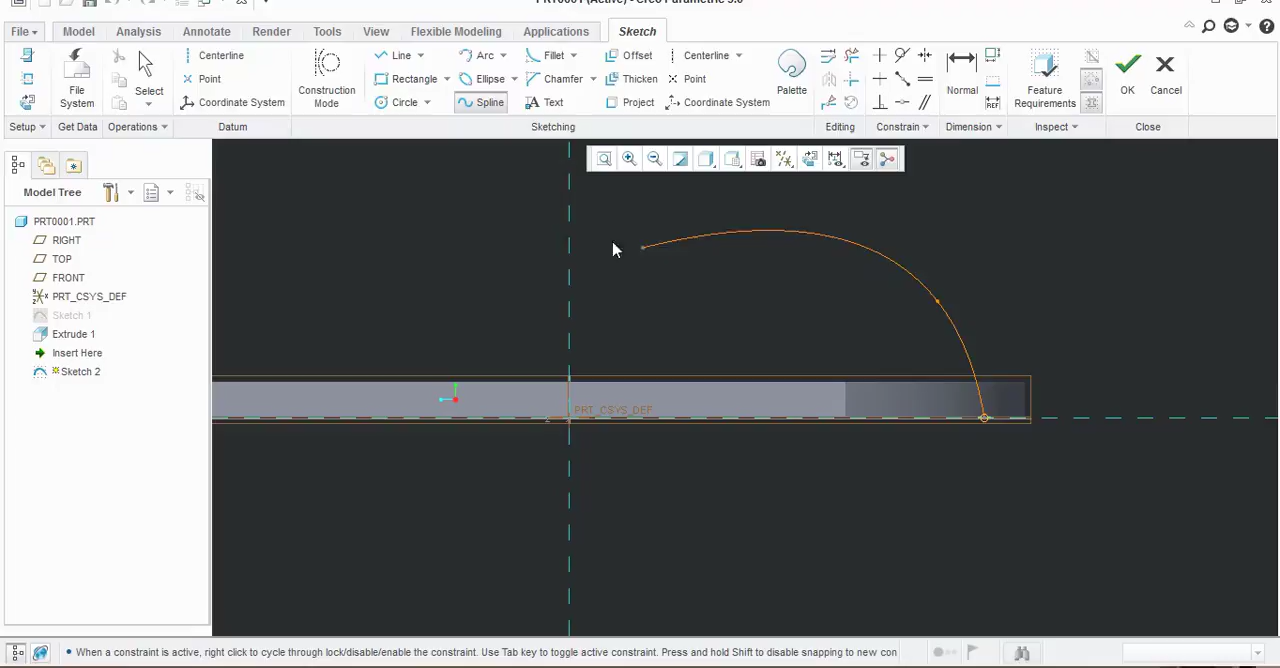 PRT0001 (Active) - Creo Parametric 3.0
File Model Analysis Annotate Render Tools View Flexible Modeling Applications Sketch
Centerline Line Arc Fillet Offset Centerline
Point Rectangle Ellipse Chamfer Thicken Point
File System Select Construction Mode Palette Normal Feature Requirements OK Cancel
Coordinate System Circle Spline Text Project Coordinate System
REF
Setup Get Data Operations Datum Sketching Editing Constrain Dimension Inspect Close
Model Tree
PRT0001.PRT
RIGHT
TOP
FRONT
PRT_CSYS_DEF
Sketch 1
Extrude 1
Insert Here
Sketch 2
PRT_CSYS_DEF
When a constraint is active, right click to cycle through lock/disable/enable the constraint. Use Tab key to toggle active constraint. Press and hold Shift to disable snapping to new con